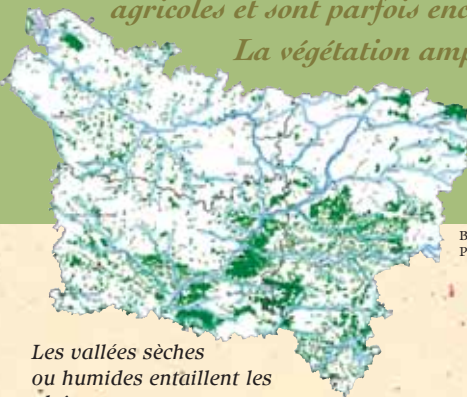 agricoles et sont parfois enc
La végétation amp
B
P
Les vallées sèches
ou humides entaillent les